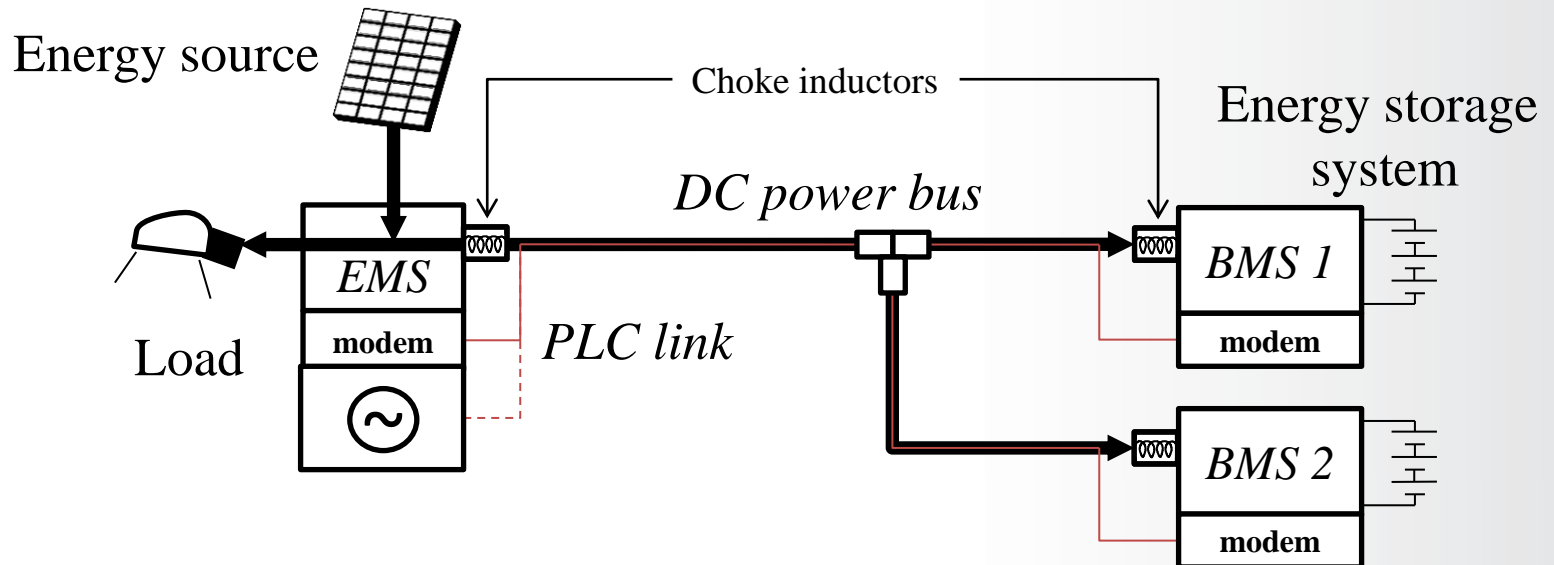 Energy source
Choke inductors
Energy storage
system
DC power bus
EMS
BMS 1
Load
modem
PLC link
modem
~
BMS 2
modem